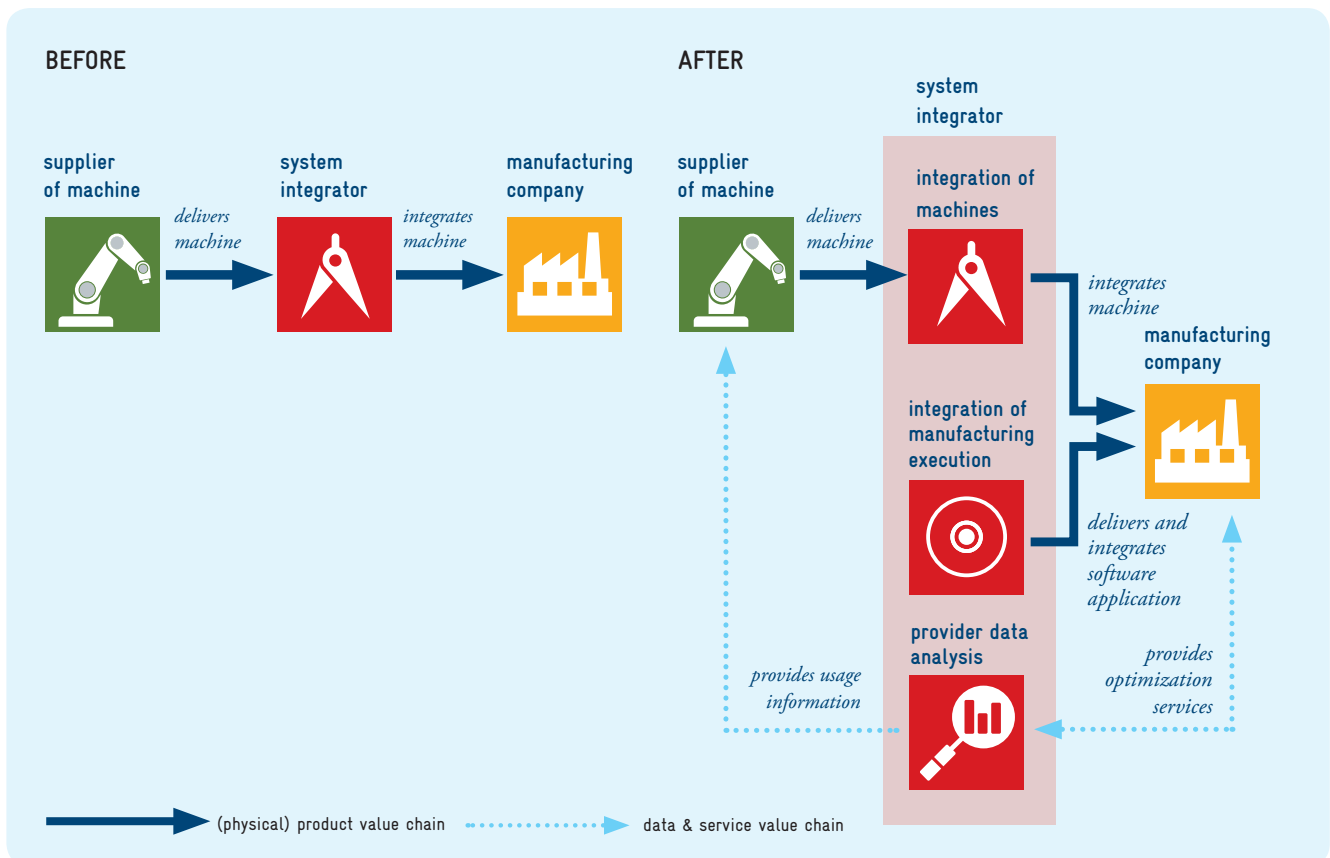 BEFORE
supplier
of machine
delivers
machine
system
integrator
integrates
machine
manufacturing
company
AFTER
supplier
of machine
delivers
machine
system
integrator
integration of
machines
integrates
machine
manufacturing
company
integration of
manufacturing
execution
delivers and
integrates
software
application
provider data
analysis
provides usage
information
provides
optimization
services
(physical) product value chain
data & service value chain